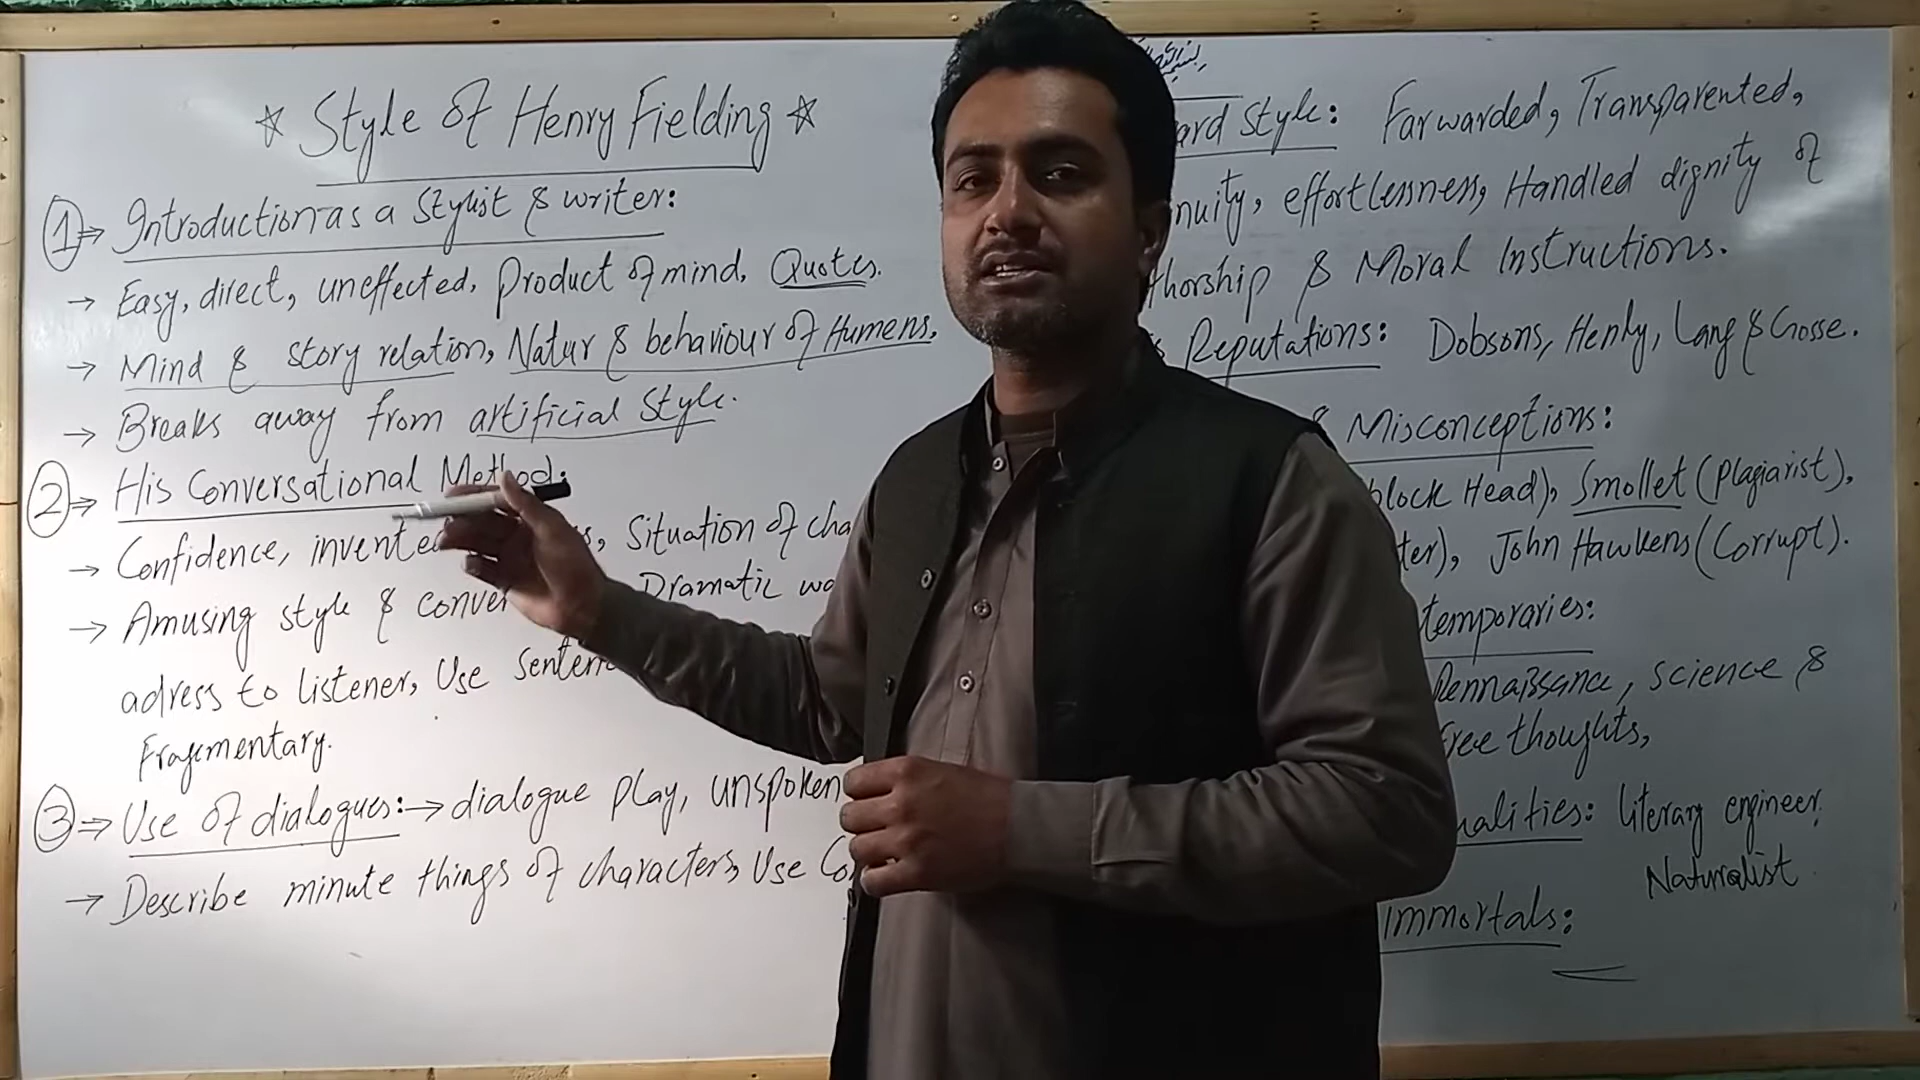 ☆ Style of Henry Fielding ☆
① ⇒ Introduction as a Stylist & writer:
→ Easy, direct, uneffected, Product of mind, Quotes.
→ Mind & story relation, Natur & behaviour of Humens,
→ Breaks away from artificial Style.
② ⇒ His Conversational Method:
→ Confidence, invented Situation of cha
→ Amusing style & conver Dramatic wo
adress to listener, Use Senten
Fragmentary.
③ ⇒ Use of dialogues: → dialogue play, unspoken
→ Describe minute things of characters, Use Co
ard Style: Farwarded, Transparented,
nuity, effortlessness, Handled dignity of
thorship & Moral Instructions.
s Reputations: Dobsons, Henly, Lang & Gosse.
& Misconceptions:
block Head), Smollet (plagiarist),
ter), John Hawkens (Corrupt).
temporaries:
Rennaissance, science &
Free thoughts,
ualities: Literary engineer,
Naturalist
immortals: